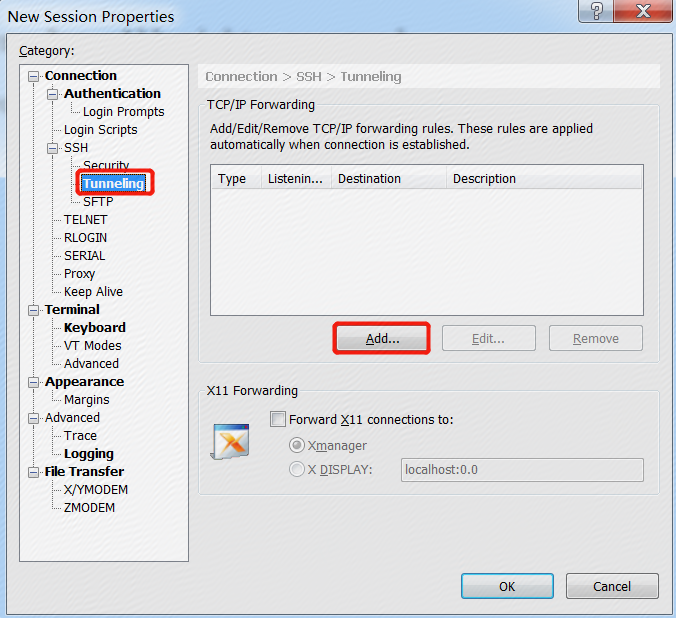 New Session Properties
Category:
Connection
Authentication
Login Prompts
Login Scripts
SSH
Security
Tunneling
SFTP
TELNET
RLOGIN
SERIAL
Proxy
Keep Alive
Terminal
Keyboard
VT Modes
Advanced
Appearance
Margins
Advanced
Trace
Logging
File Transfer
X/YMODEM
ZMODEM
Connection > SSH > Tunneling
TCP/IP Forwarding
Add/Edit/Remove TCP/IP forwarding rules. These rules are applied
automatically when connection is established.
Type Listenin... Destination Description
Add... Edit... Remove
X11 Forwarding
Forward X11 connections to:
Xmanager
X DISPLAY: localhost:0.0
OK Cancel